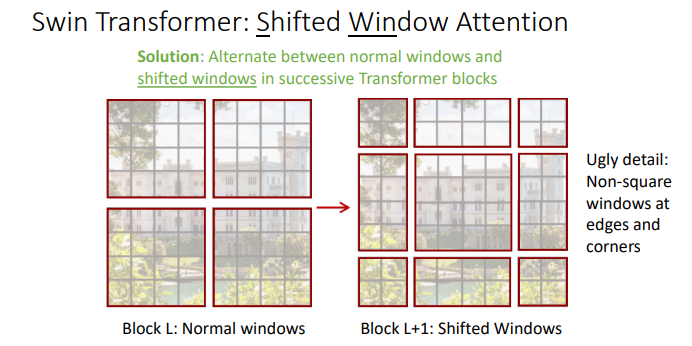 Swin Transformer: Shifted Window Attention
Solution: Alternate between normal windows and
shifted windows in successive Transformer blocks
Ugly detail:
Non-square
windows at
edges and
corners
Block L: Normal windows
Block L+1: Shifted Windows